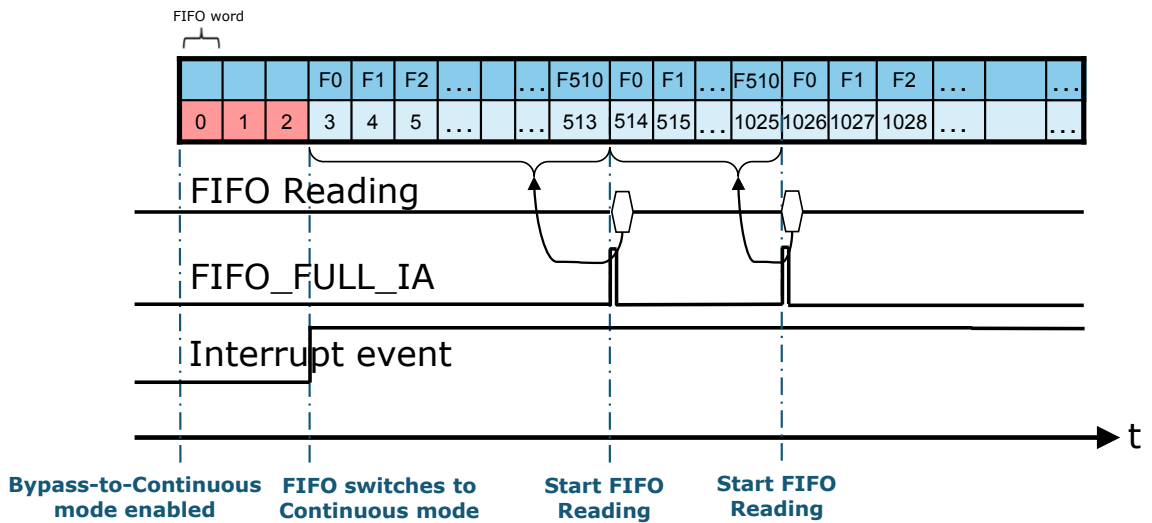 FIFO word
F0 F1 F2 ... ... F510 F0 F1 ... F510 F0 F1 F2 ... ...
0 1 2 3 4 5 ... ... 513 514 515 ... 1025 1026 1027 1028 ... ...
FIFO Reading
FIFO_FULL_IA
Interrupt event
t
Bypass-to-Continuous
mode enabled
FIFO switches to
Continuous mode
Start FIFO
Reading
Start FIFO
Reading